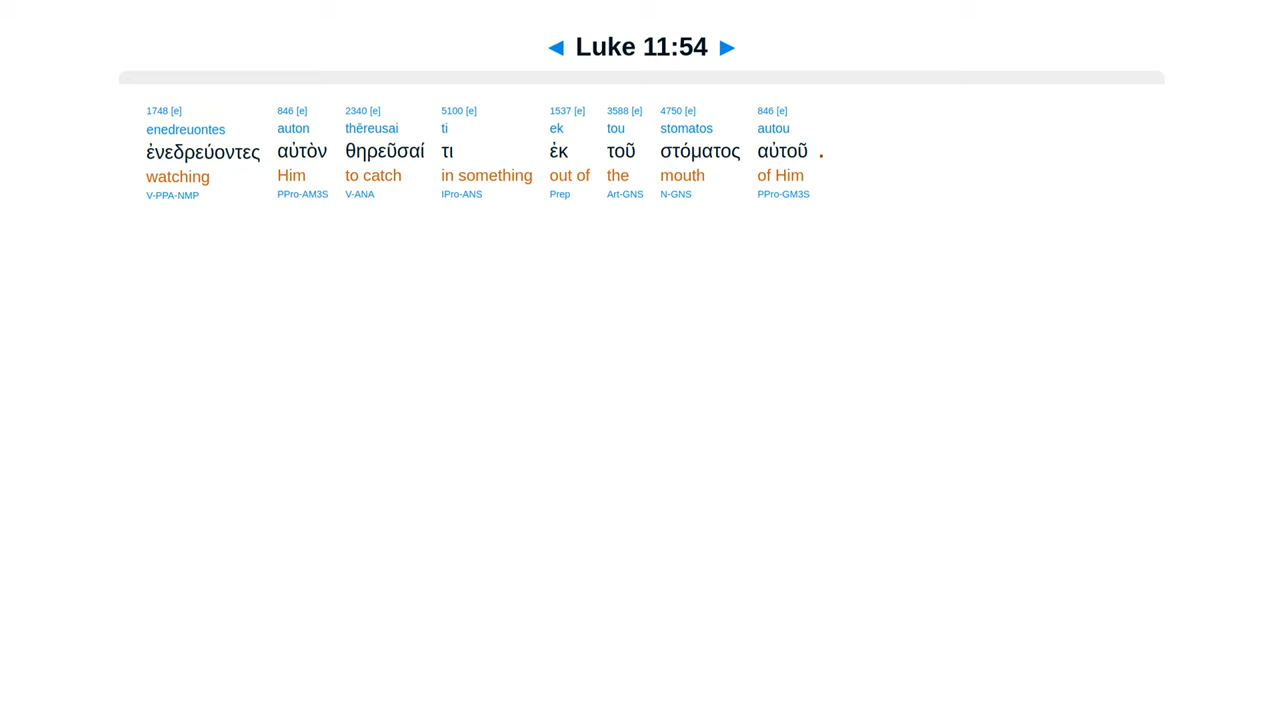 ◄ Luke 11:54 ►
1748 [e] 846 [e] 2340 [e] 5100 [e] 1537 [e] 3588 [e] 4750 [e] 846 [e]
enedreuontes auton thēreusai ti ek tou stomatos autou
ἐνεδρεύοντες αὐτὸν θηρεῦσαί τι ἐκ τοῦ στόματος αὐτοῦ .
watching Him to catch in something out of the mouth of Him
V-PPA-NMP PPro-AM3S V-ANA IPro-ANS Prep Art-GNS N-GNS PPro-GM3S